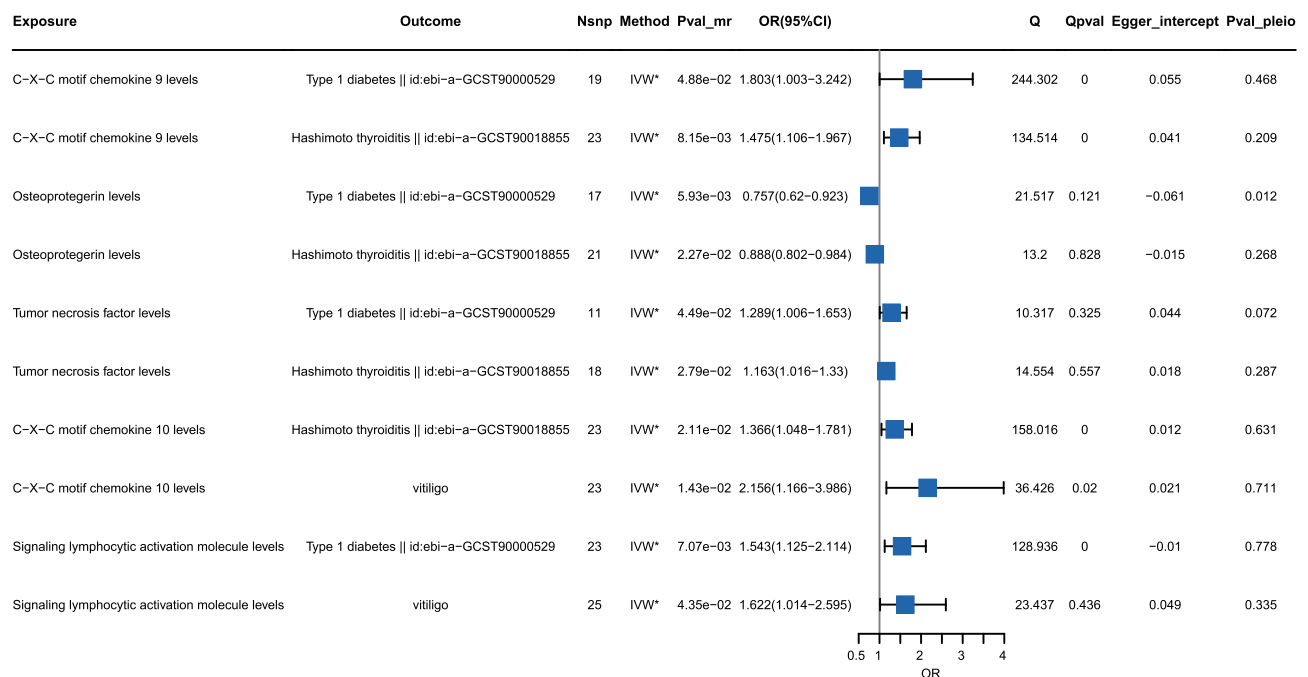 Exposure Outcome Nsnp Method Pval_mr OR(95%CI) Q Qpval Egger_intercept Pval_pleio
C−X−C motif chemokine 9 levels Type 1 diabetes || id:ebi−a−GCST90000529 19 IVW* 4.88e−02 1.803(1.003−3.242) 244.302 0 0.055 0.468
C−X−C motif chemokine 9 levels Hashimoto thyroiditis || id:ebi−a−GCST90018855 23 IVW* 8.15e−03 1.475(1.106−1.967) 134.514 0 0.041 0.209
Osteoprotegerin levels Type 1 diabetes || id:ebi−a−GCST90000529 17 IVW* 5.93e−03 0.757(0.62−0.923) 21.517 0.121 −0.061 0.012
Osteoprotegerin levels Hashimoto thyroiditis || id:ebi−a−GCST90018855 21 IVW* 2.27e−02 0.888(0.802−0.984) 13.2 0.828 −0.015 0.268
Tumor necrosis factor levels Type 1 diabetes || id:ebi−a−GCST90000529 11 IVW* 4.49e−02 1.289(1.006−1.653) 10.317 0.325 0.044 0.072
Tumor necrosis factor levels Hashimoto thyroiditis || id:ebi−a−GCST90018855 18 IVW* 2.79e−02 1.163(1.016−1.33) 14.554 0.557 0.018 0.287
C−X−C motif chemokine 10 levels Hashimoto thyroiditis || id:ebi−a−GCST90018855 23 IVW* 2.11e−02 1.366(1.048−1.781) 158.016 0 0.012 0.631
C−X−C motif chemokine 10 levels vitiligo 23 IVW* 1.43e−02 2.156(1.166−3.986) 36.426 0.02 0.021 0.711
Signaling lymphocytic activation molecule levels Type 1 diabetes || id:ebi−a−GCST90000529 23 IVW* 7.07e−03 1.543(1.125−2.114) 128.936 0 −0.01 0.778
Signaling lymphocytic activation molecule levels vitiligo 25 IVW* 4.35e−02 1.622(1.014−2.595) 23.437 0.436 0.049 0.335
0.5 1 2 3 4
OR